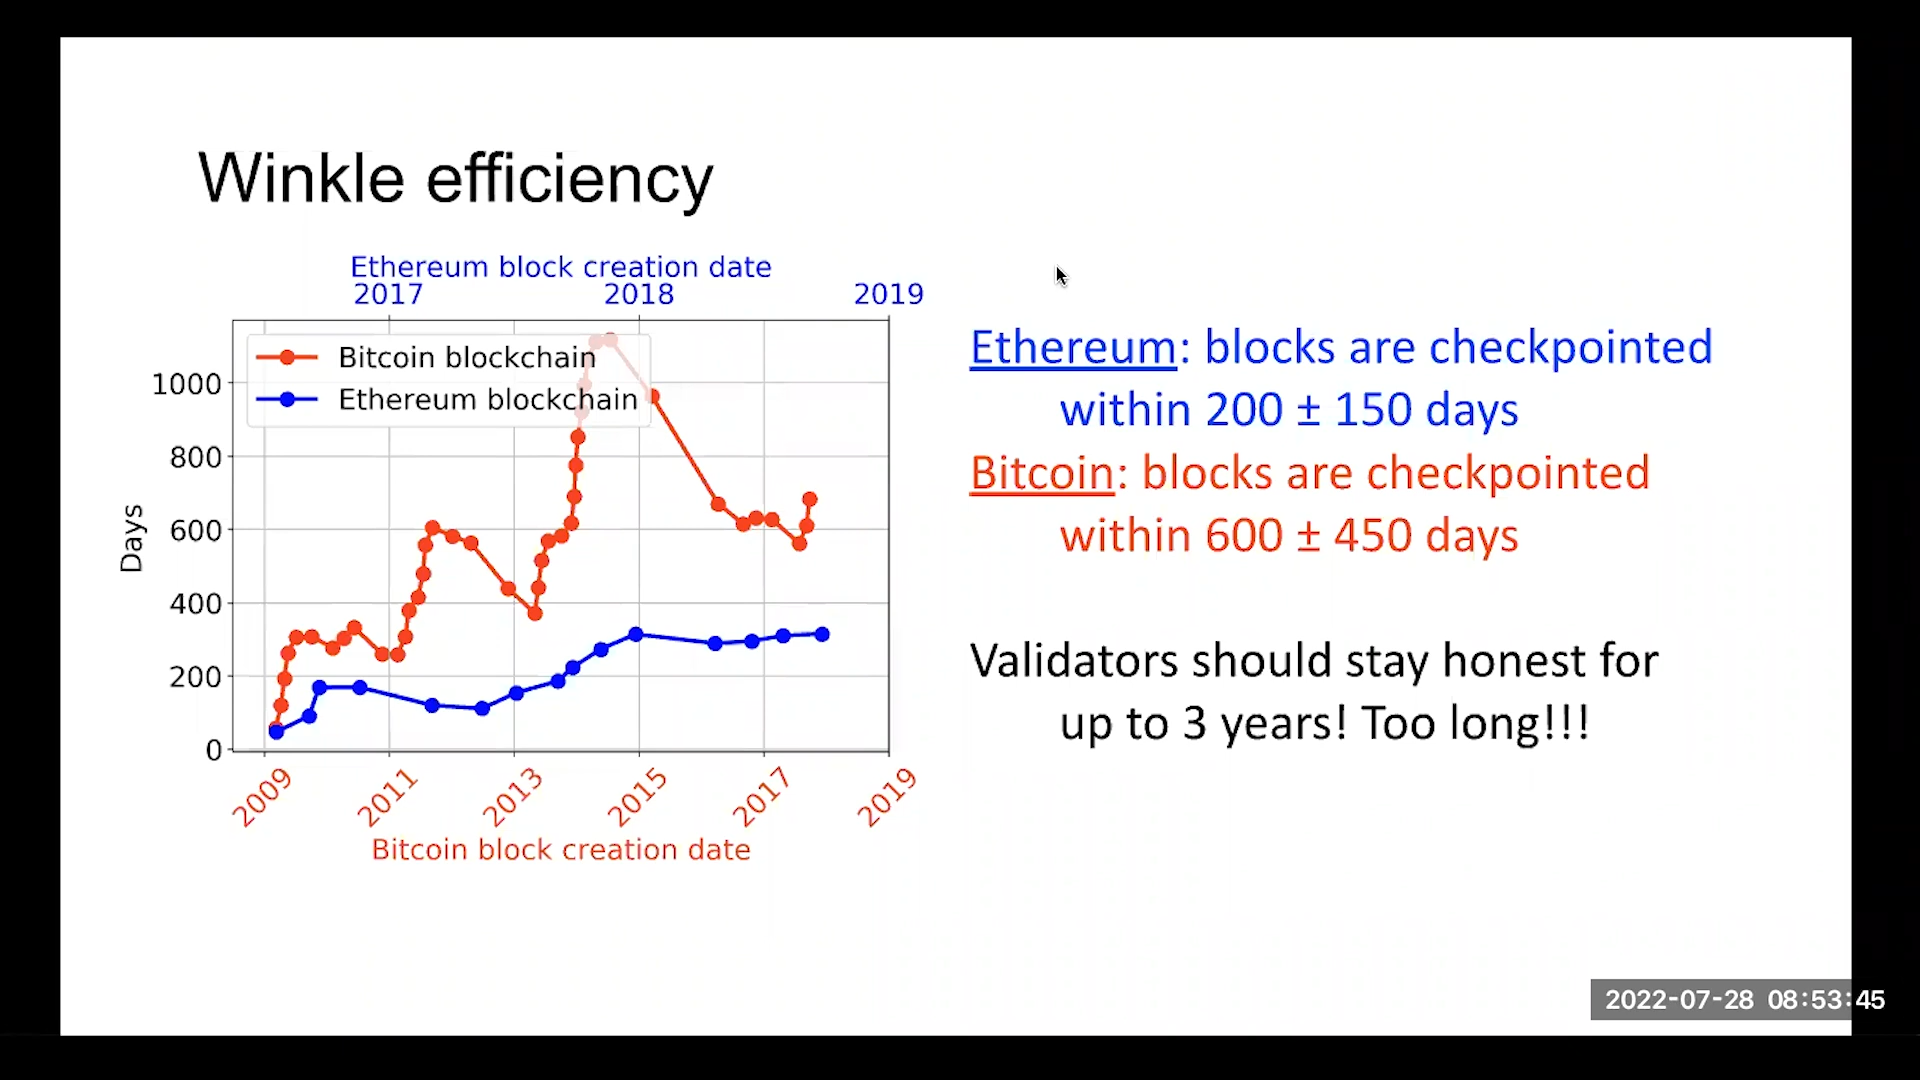 Winkle efficiency
Ethereum block creation date
2017 2018 2019
Bitcoin blockchain
Ethereum blockchain
1000
800
600
400
200
0
Days
2009 2011 2013 2015 2017 2019
Bitcoin block creation date
Ethereum: blocks are checkpointed
within 200 ± 150 days
Bitcoin: blocks are checkpointed
within 600 ± 450 days
Validators should stay honest for
up to 3 years! Too long!!!
2022-07-28 08:53:45